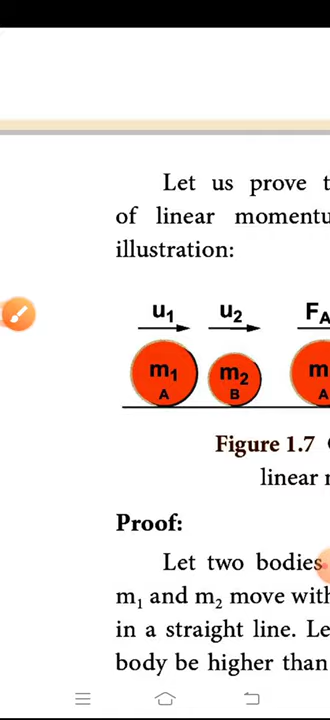 Let us prove t
of linear momentu
illustration:
u₁ u₂ F_A
m₁ m₂ m
A B A
Figure 1.7
linear
Proof:
Let two bodies
m₁ and m₂ move with
in a straight line. Le
body be higher than